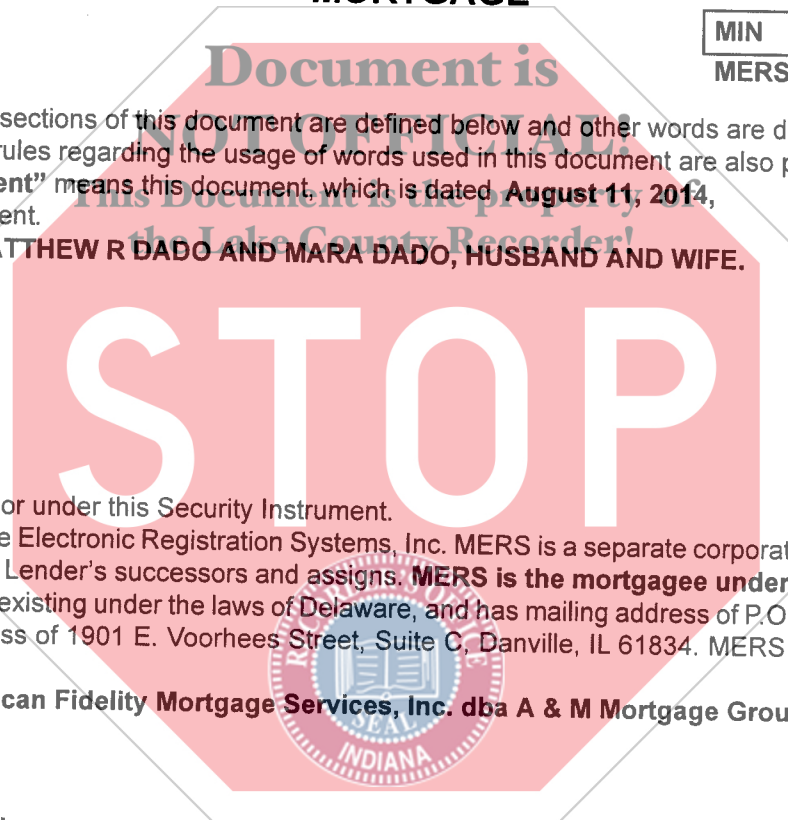 MORTGAGE
MIN
MERS
Document is
NOT OFFICIAL!
This Document is the property of
the Lake County Recorder!
sections of this document are defined below and other words are d
rules regarding the usage of words used in this document are also p
ent” means this document, which is dated August 11, 2014,
ent.
ATTHEW R DADO AND MARA DADO, HUSBAND AND WIFE.
STOP
or under this Security Instrument.
e Electronic Registration Systems, Inc. MERS is a separate corporat
Lender's successors and assigns. MERS is the mortgagee under
existing under the laws of Delaware, and has mailing address of P.O
ss of 1901 E. Voorhees Street, Suite C, Danville, IL 61834. MERS
can Fidelity Mortgage Services, Inc. dba A & M Mortgage Grou
RECORDER'S OFFICE
SEAL
INDIANA